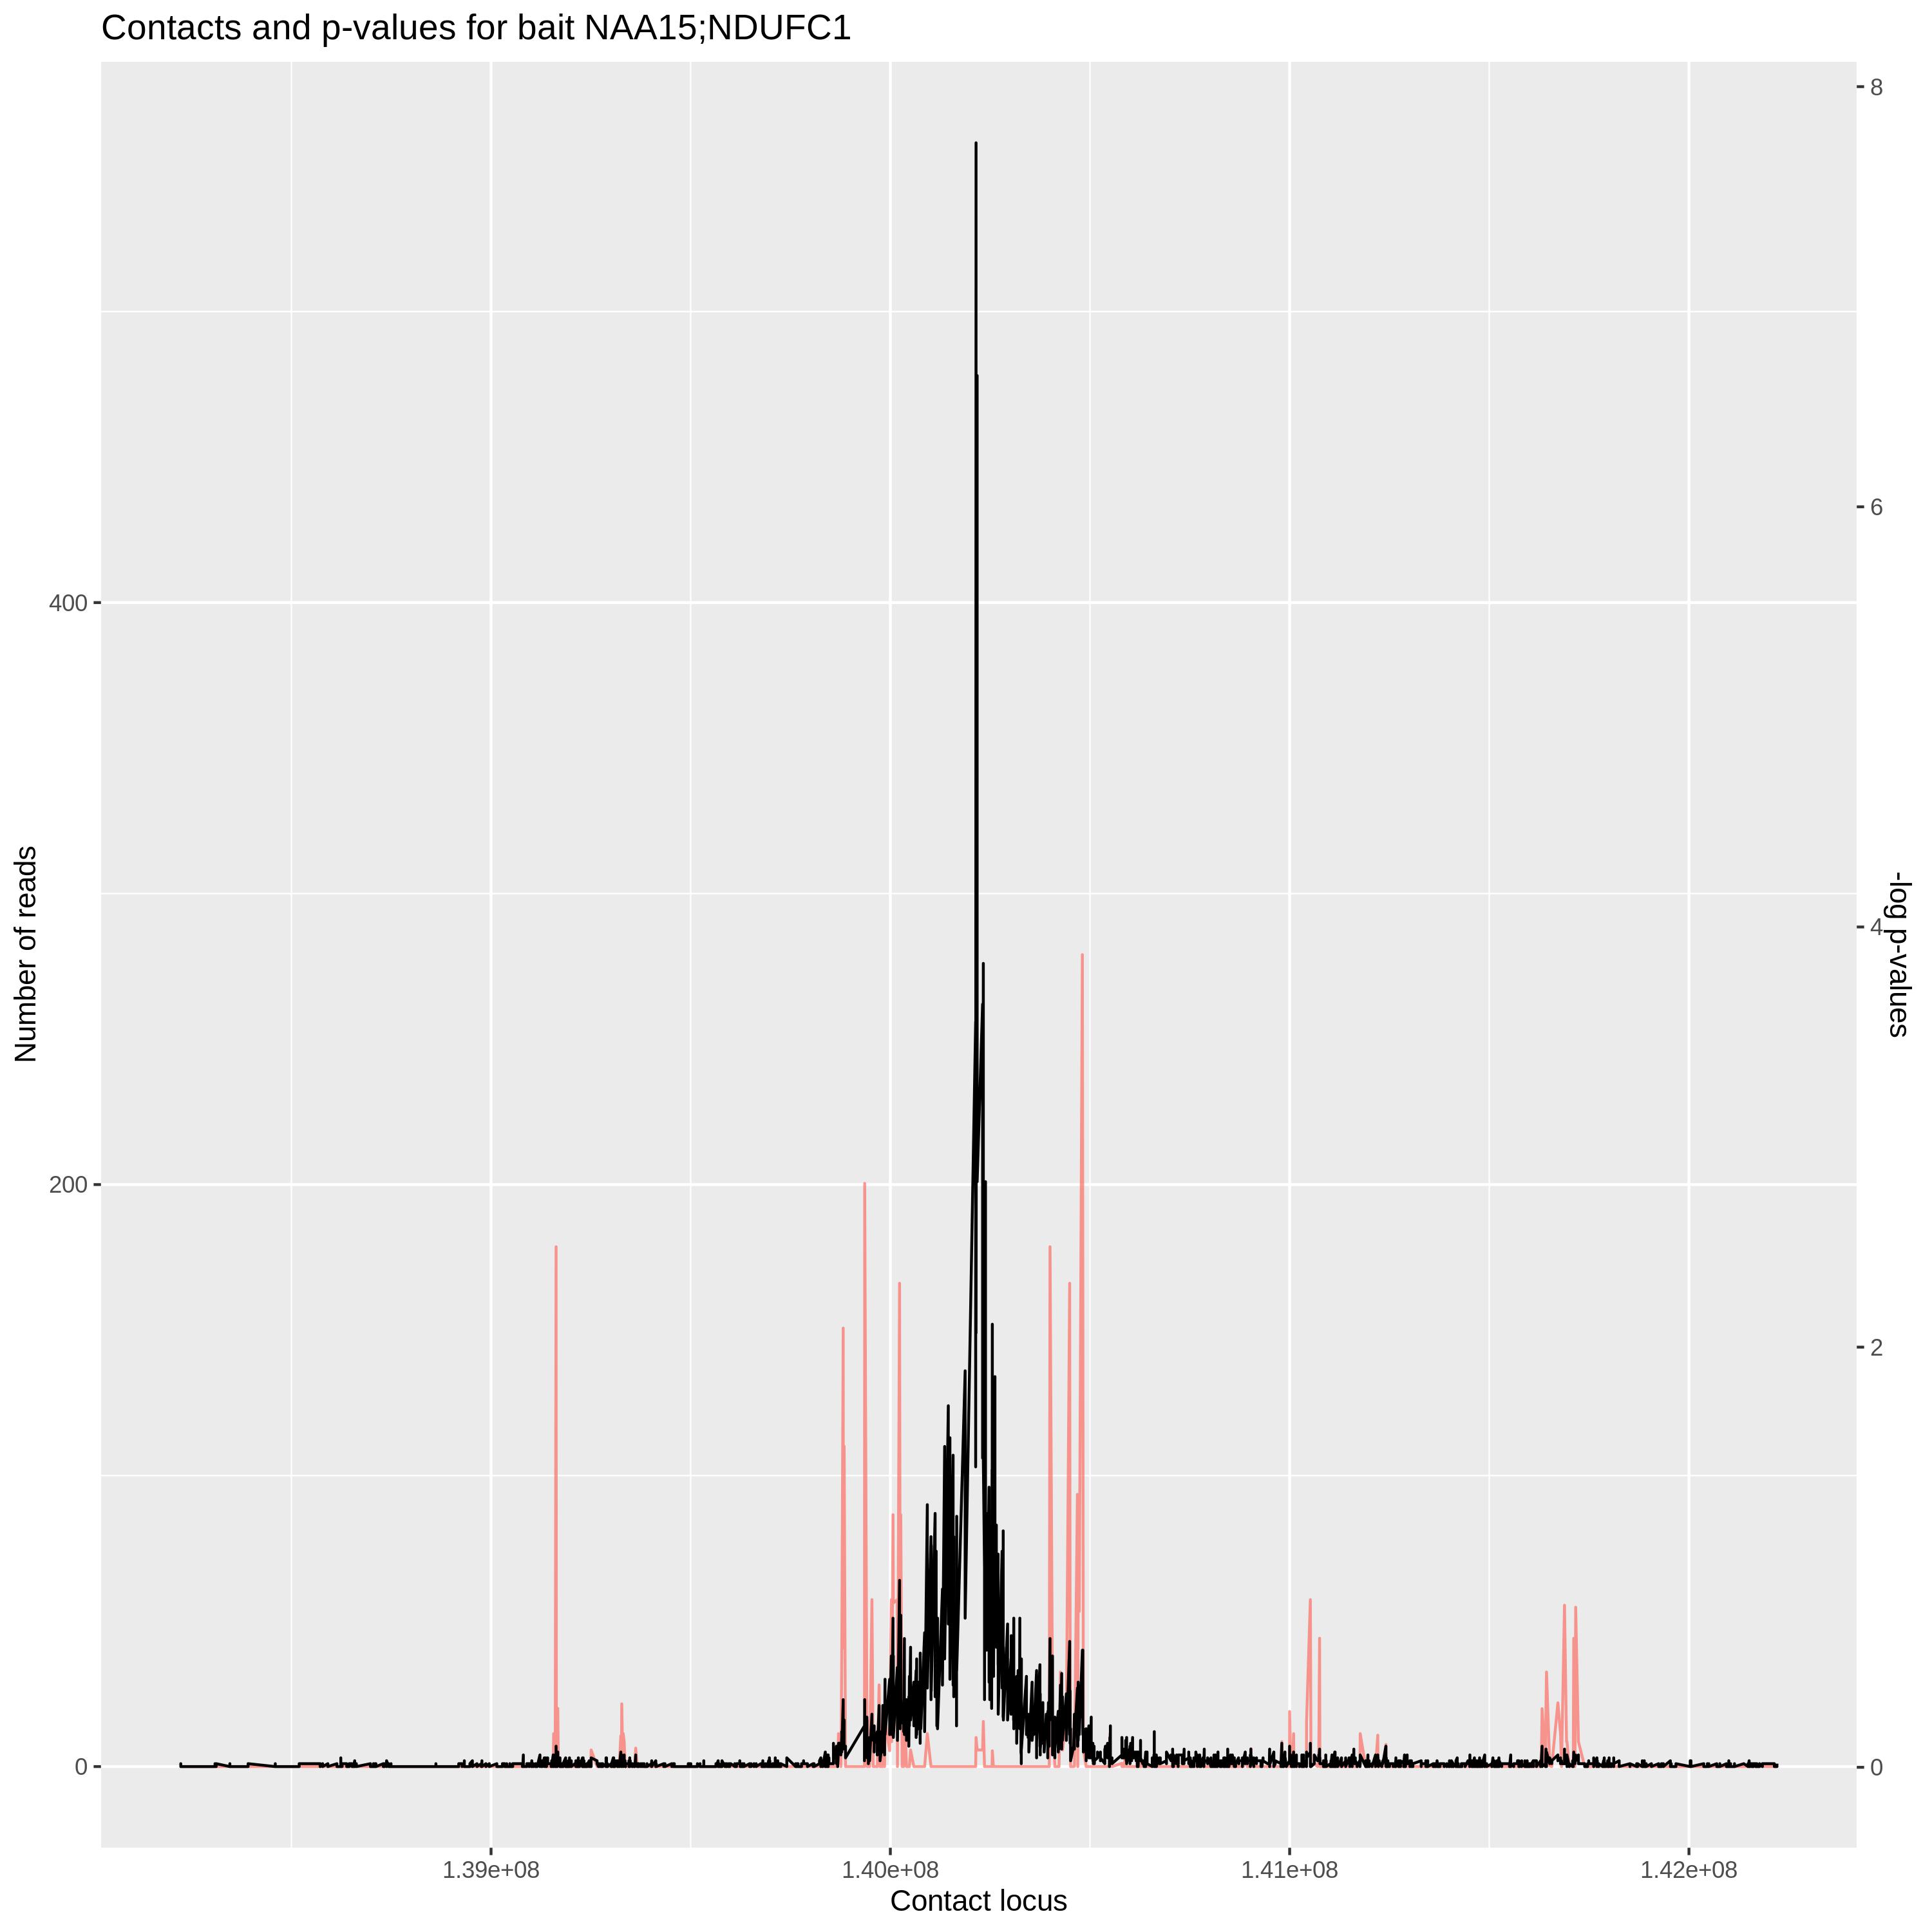 Contacts and p-values for bait NAA15;NDUFC1
Number of reads
400
200
0
8
6
4
2
0
-log p-values
1.39e+08
1.40e+08
1.41e+08
1.42e+08
Contact locus